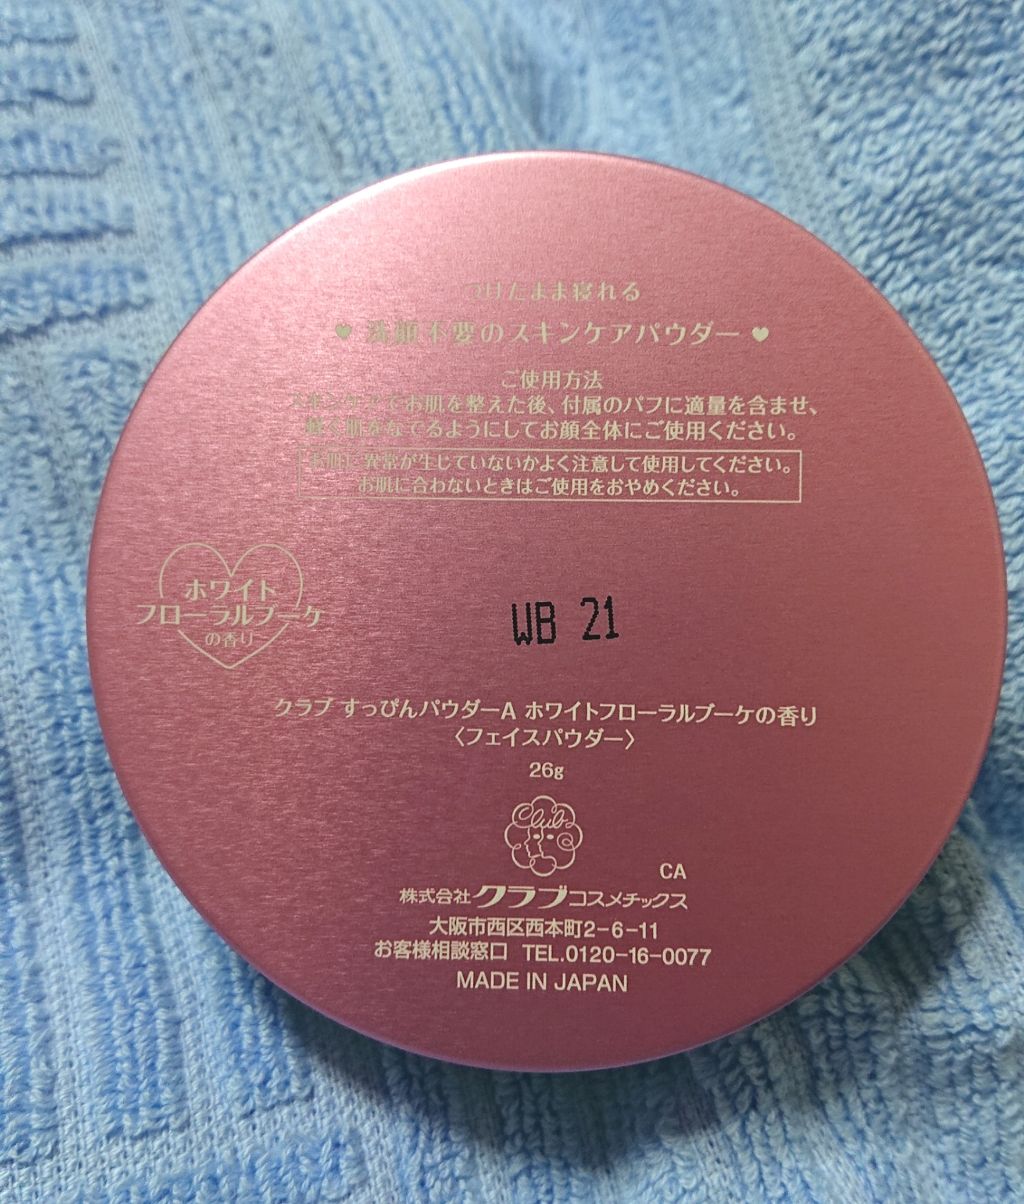 つけたまま寝れる
♥ 洗顔不要のスキンケアパウダー ♥
ご使用方法
スキンケアでお肌を整えた後、付属のパフに適量を含ませ、
軽く肌をなでるようにしてお顔全体にご使用ください。
お肌に異常が生じていないかよく注意して使用してください。
お肌に合わないときはご使用をおやめください。
ホワイト
フローラルブーケ
の香り
WB 21
クラブ すっぴんパウダーA ホワイトフローラルブーケの香り
〈フェイスパウダー〉
26g
Club
CA
株式会社クラブコスメチックス
大阪市西区西本町2-6-11
お客様相談窓口 TEL.0120-16-0077
MADE IN JAPAN